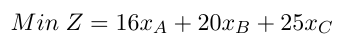 Min Z = 16x_A + 20x_B + 25x_C